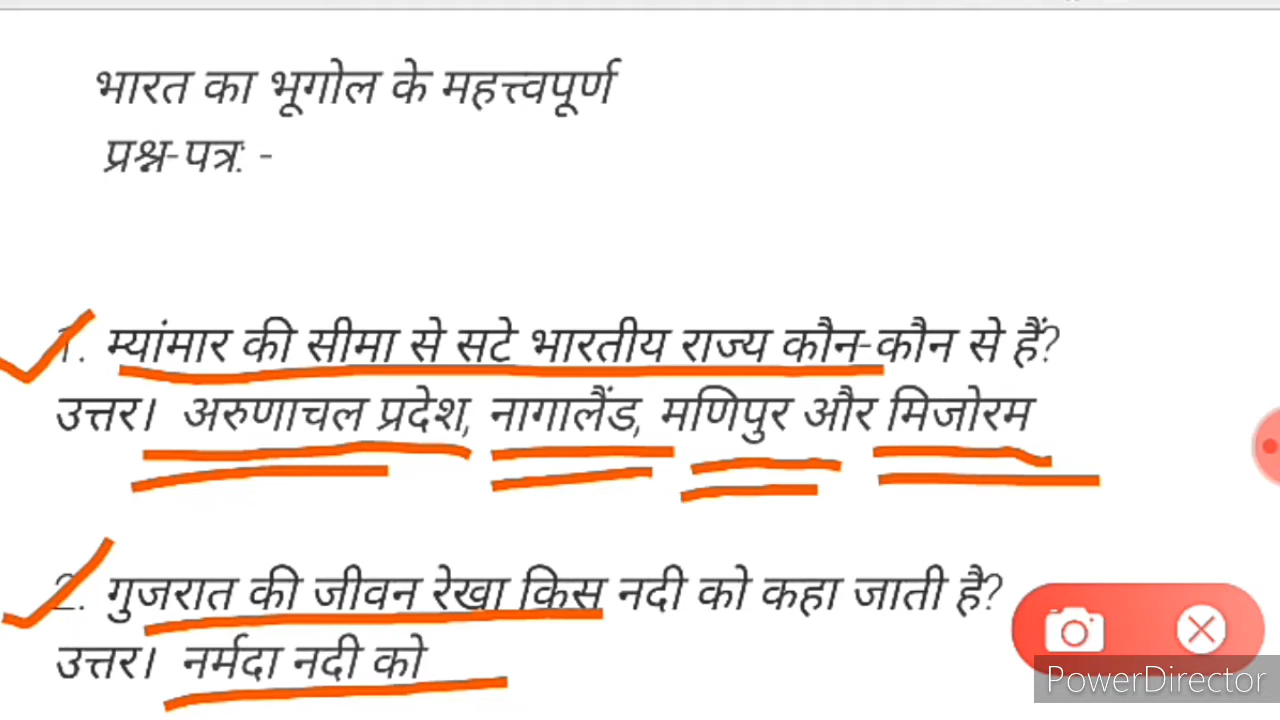 भारत का भूगोल के महत्त्वपूर्ण
प्रश्न-पत्र: -
1. म्यांमार की सीमा से सटे भारतीय राज्य कौन-कौन से हैं?
उत्तर। अरुणाचल प्रदेश, नागालैंड, मणिपुर और मिजोरम
2. गुजरात की जीवन रेखा किस नदी को कहा जाती है?
उत्तर। नर्मदा नदी को
PowerDirector